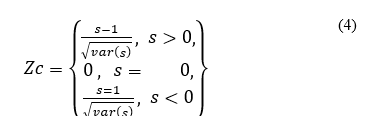 Zc = { (s−1)/√var(s), s > 0, (4)
0 , s = 0,
(s=1)/√var(s), s < 0 }